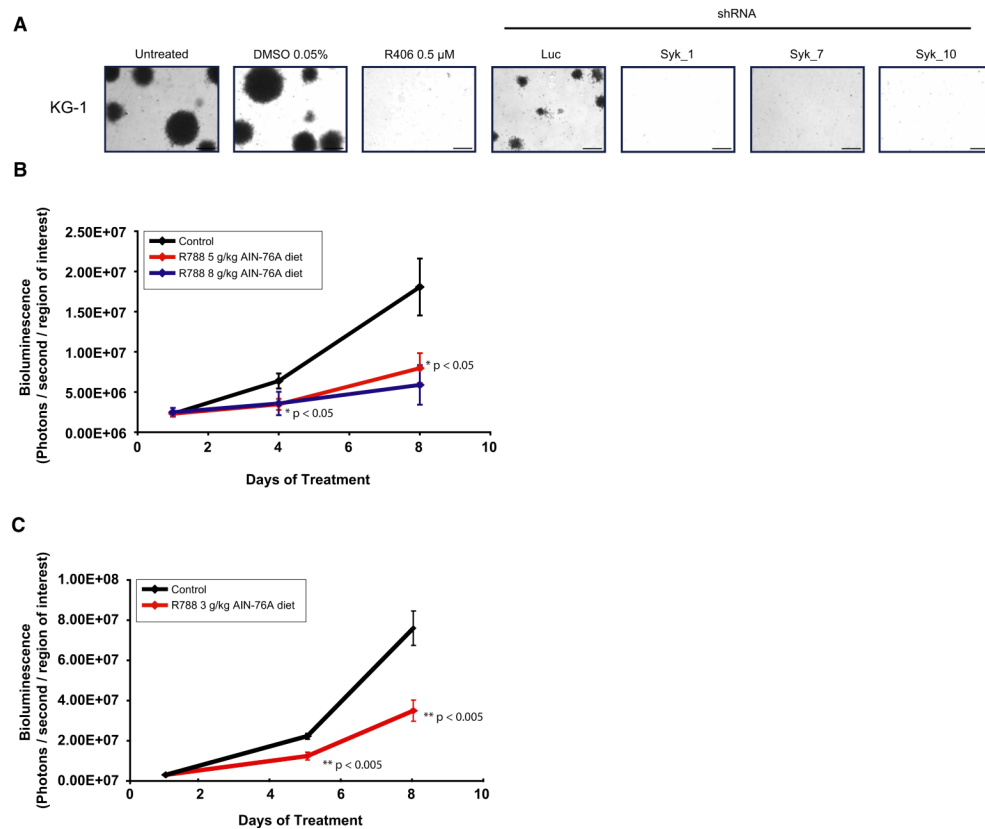 A
shRNA
Untreated DMSO 0.05% R406 0.5 µM Luc Syk_1 Syk_7 Syk_10
KG-1
B
Bioluminescence
(Photons / second / region of interest)
2.50E+07
2.00E+07
1.50E+07
1.00E+07
5.00E+06
0.00E+06
Control
R788 5 g/kg AIN-76A diet
R788 8 g/kg AIN-76A diet
* p < 0.05
* p < 0.05
0 2 4 6 8 10
Days of Treatment
C
Bioluminescence
(Photons / second / region of interest)
1.00E+08
8.00E+07
6.00E+07
4.00E+07
2.00E+07
0.00E+07
Control
R788 3 g/kg AIN-76A diet
** p < 0.005
** p < 0.005
0 2 4 6 8 10
Days of Treatment